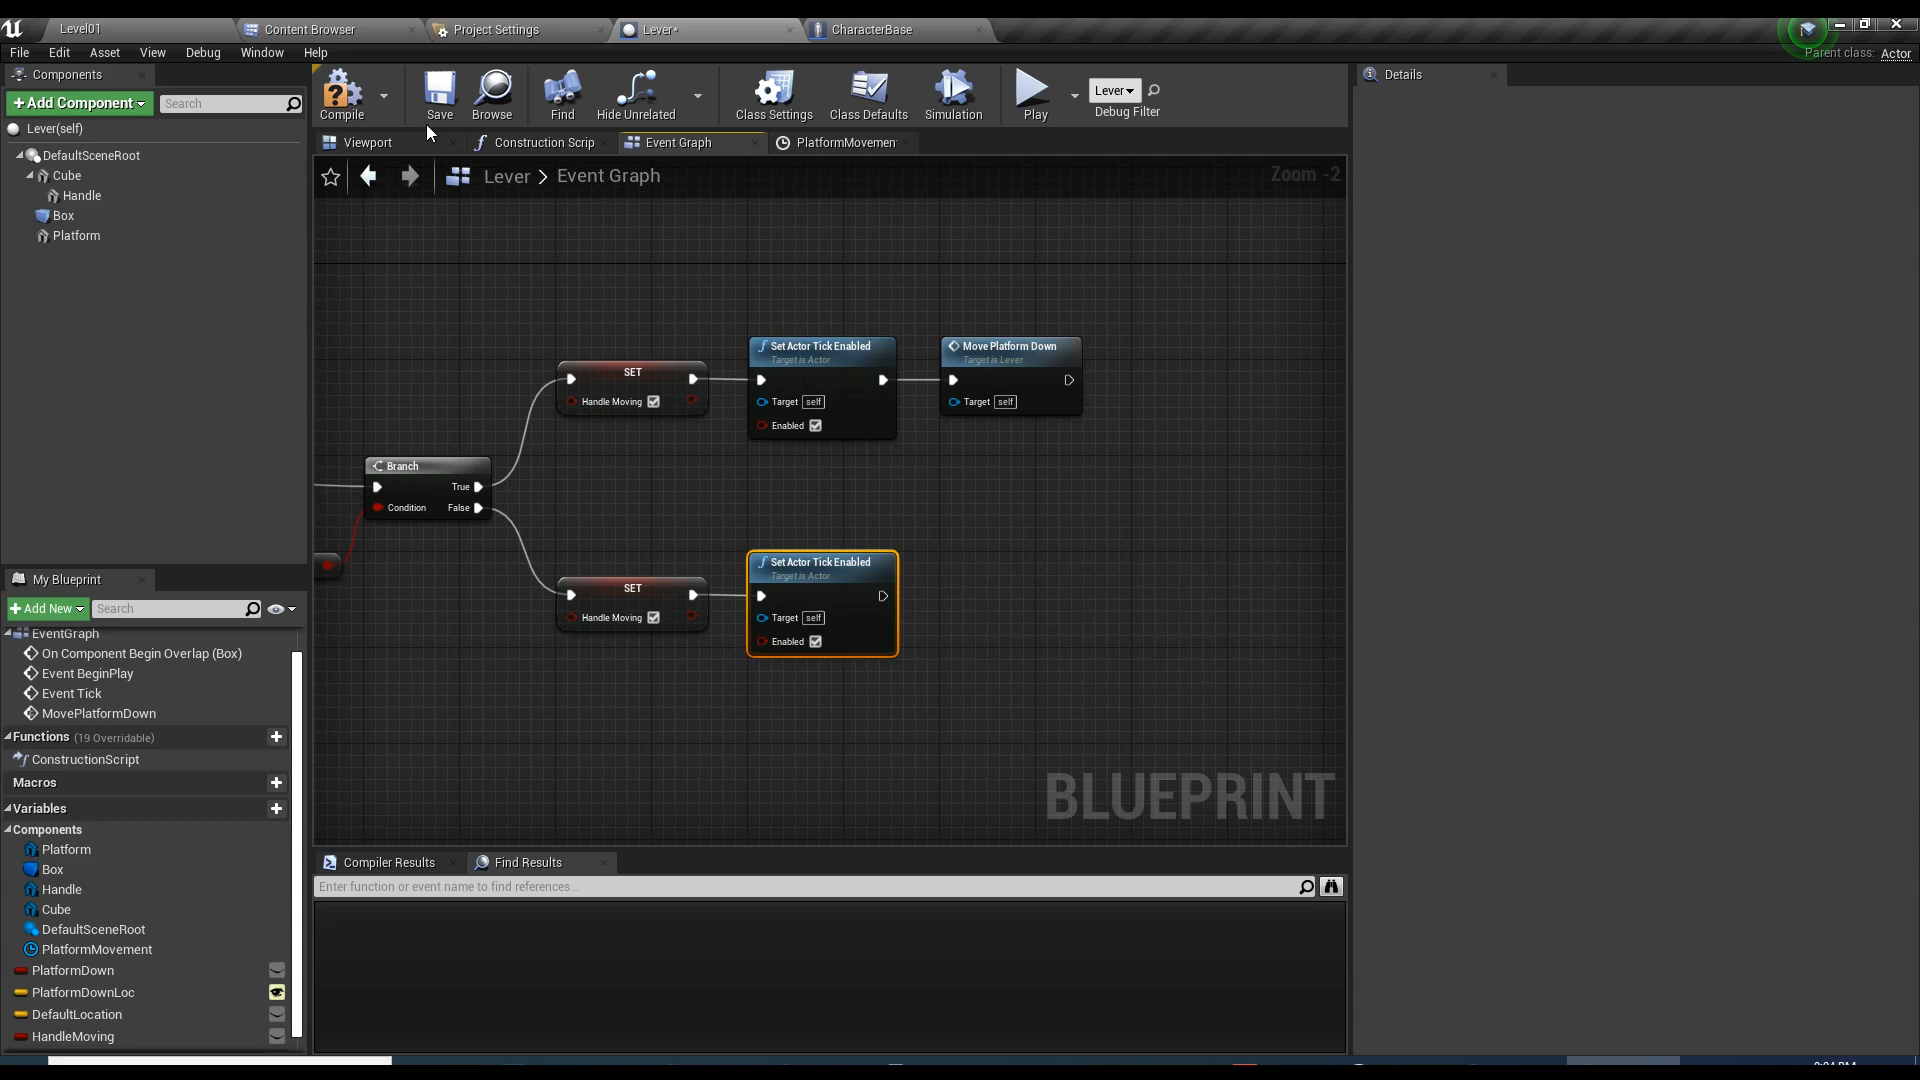 Level01
Content Browser
Project Settings
Lever*
CharacterBase
File Edit Asset View Debug Window Help
Parent class: Actor
Components
Details
+Add Component
Search
Compile
Save
Browse
Find
Hide Unrelated
Class Settings
Class Defaults
Simulation
Play
Lever
Debug Filter
Lever(self)
DefaultSceneRoot
Cube
Handle
Box
Platform
Viewport
Construction Scrip
Event Graph
PlatformMovemen
Lever > Event Graph
Zoom -2
SET
Handle Moving
Set Actor Tick Enabled
Target is Actor
Target self
Enabled
Move Platform Down
Target is Lever
Target self
Branch
True
Condition False
SET
Handle Moving
Set Actor Tick Enabled
Target is Actor
Target self
Enabled
BLUEPRINT
My Blueprint
+Add New
Search
EventGraph
On Component Begin Overlap (Box)
Event BeginPlay
Event Tick
MovePlatformDown
Functions (19 Overridable)
ConstructionScript
Macros
Variables
Components
Platform
Box
Handle
Cube
DefaultSceneRoot
PlatformMovement
PlatformDown
PlatformDownLoc
DefaultLocation
HandleMoving
Compiler Results
Find Results
Enter function or event name to find references...